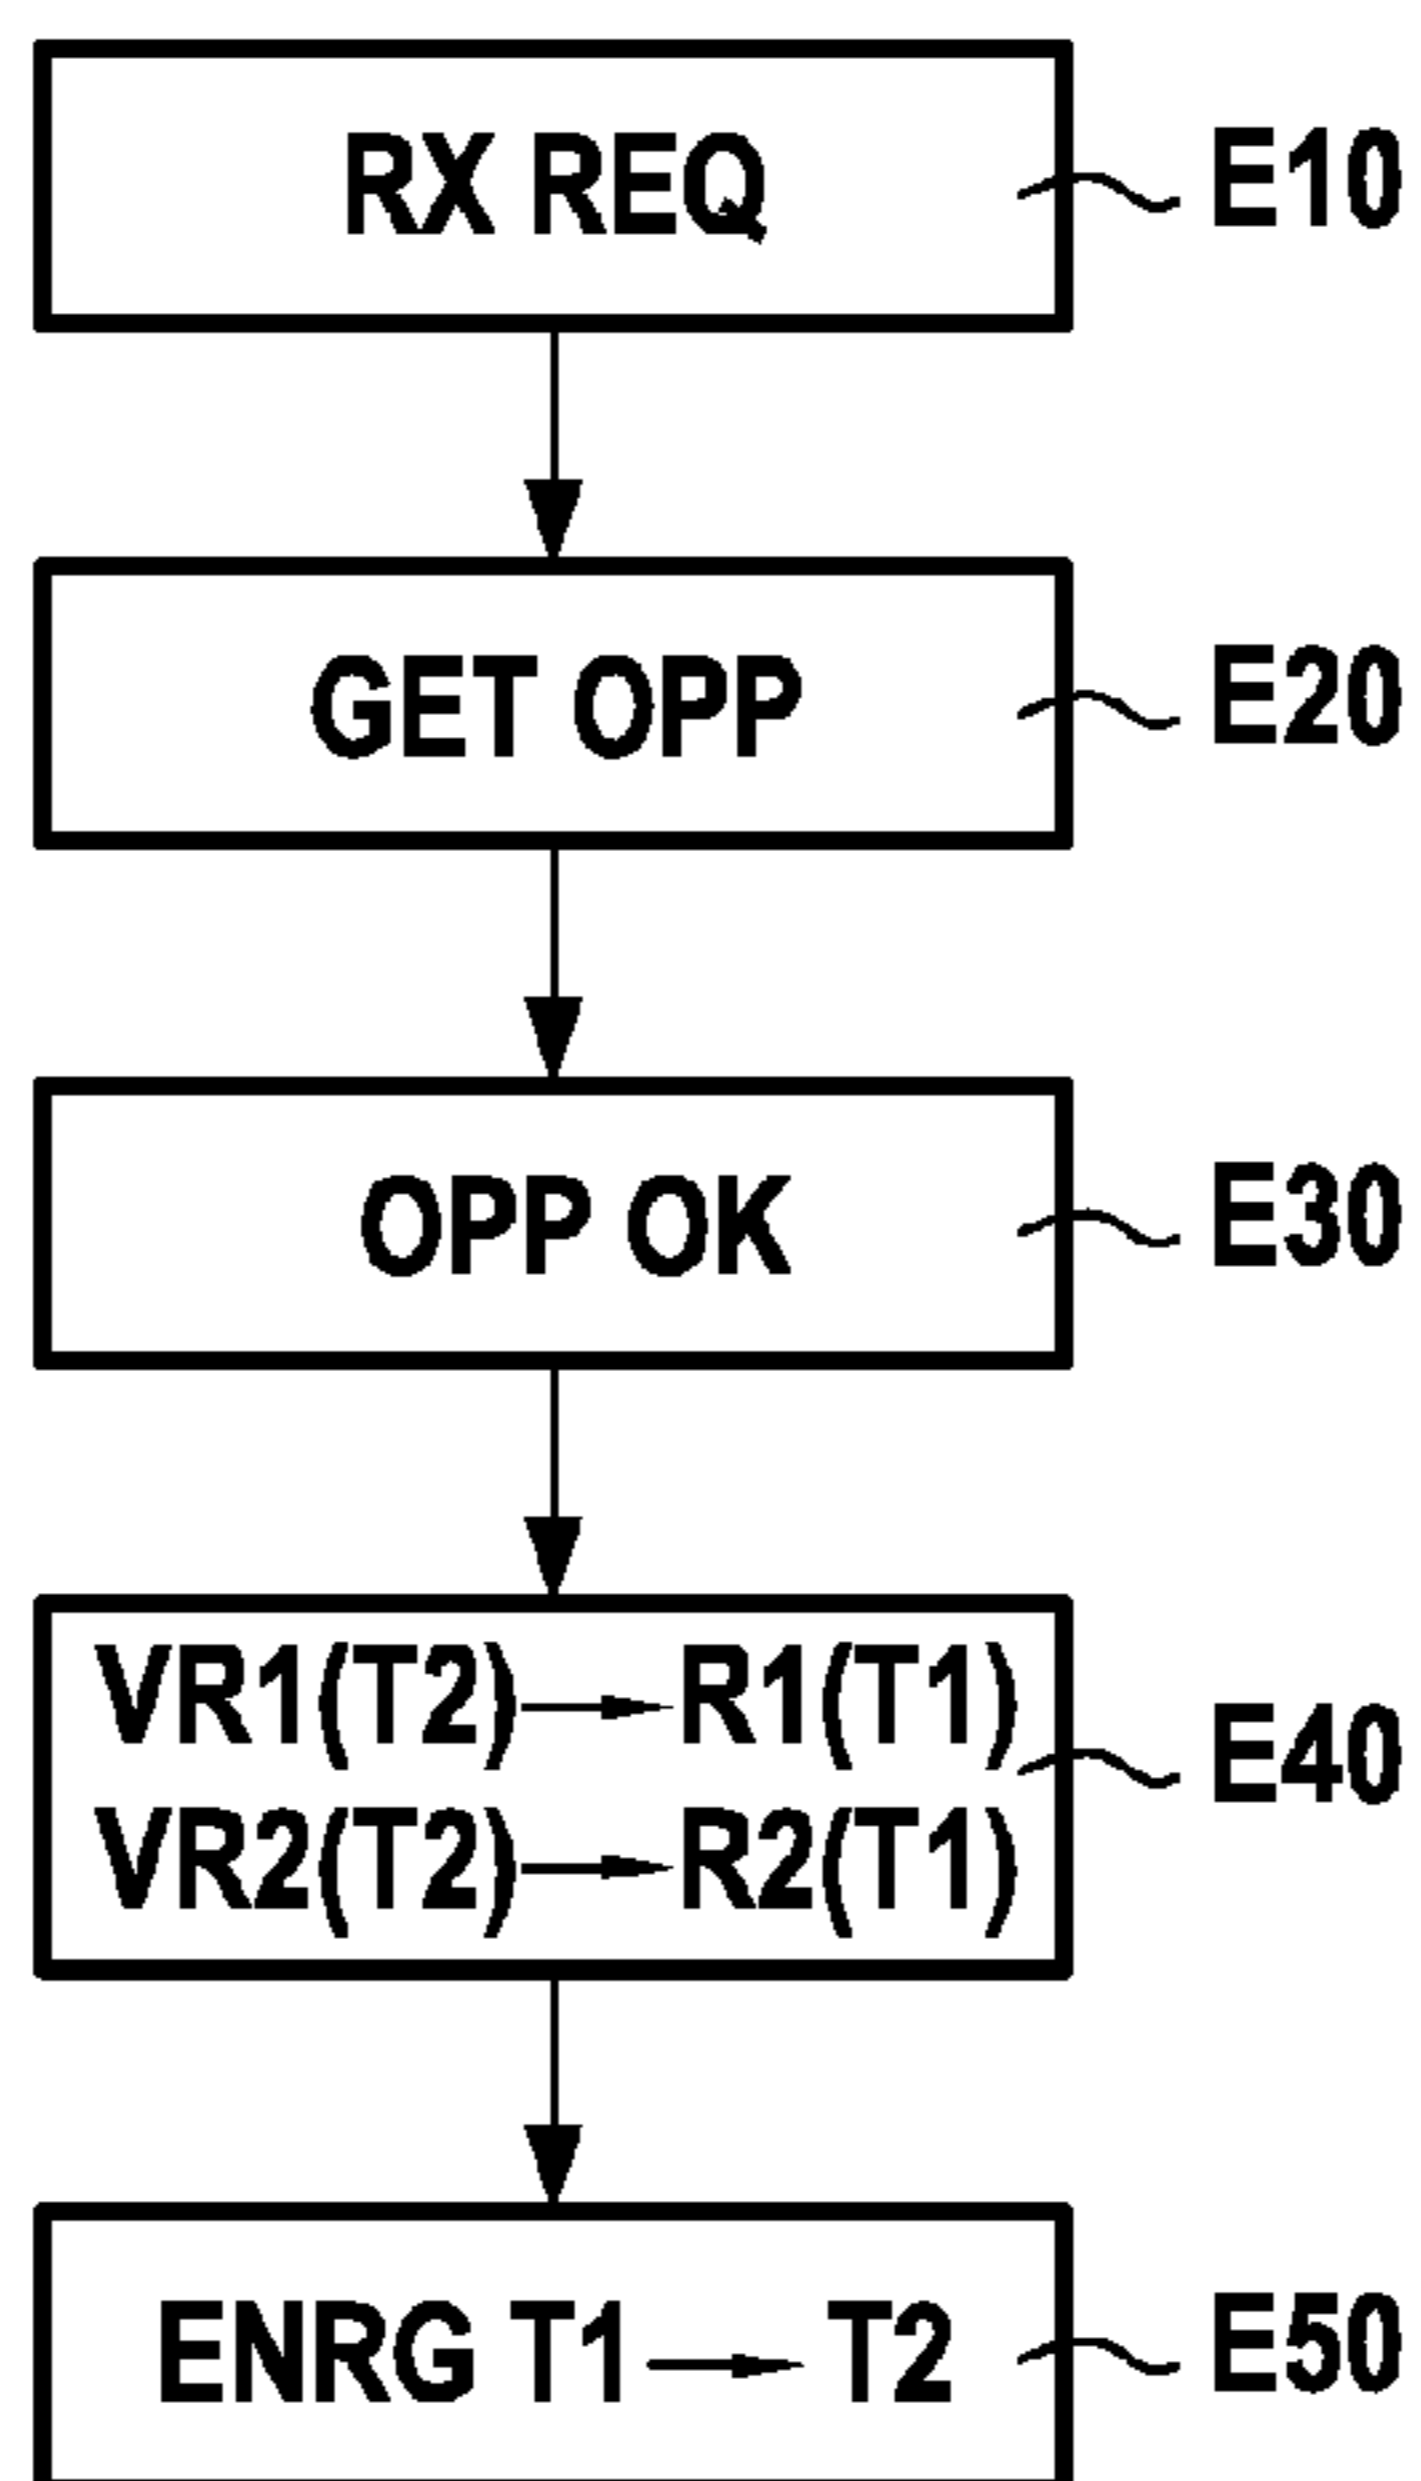 RX REQ E10
GET OPP E20
OPP OK E30
VR1(T2)→R1(T1)
E40
VR2(T2)→R2(T1)
ENRG T1→T2 E50